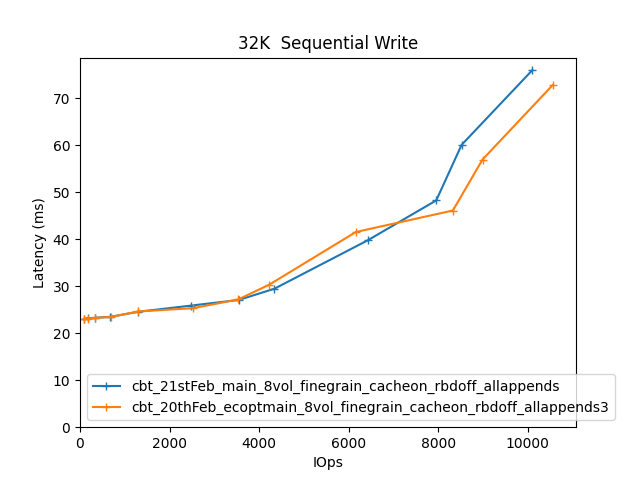 32K  Sequential Write
Latency (ms)
70
60
50
40
30
20
10
0
cbt_21stFeb_main_8vol_finegrain_cacheon_rbdoff_allappends
cbt_20thFeb_ecoptmain_8vol_finegrain_cacheon_rbdoff_allappends3
0 2000 4000 6000 8000 10000
IOps